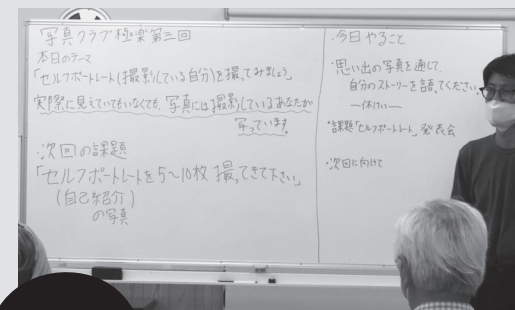 写真クラブ極楽第三回
本日のテーマ
「セルフポートレート(撮影している自分)を撮ってみましょう」
実際に見えていてもいなくても、写真には撮影しているあなたが
写っています。
・次回の課題
「セルフポートレートを5〜10枚 撮ってきて下さい」
(自己紹介)
の写真
・今日やること
・思い出の写真を通して、
自分のストーリーを語ってください。
―休けい―
・課題「セルフポートレート」発表会
・次回に向けて